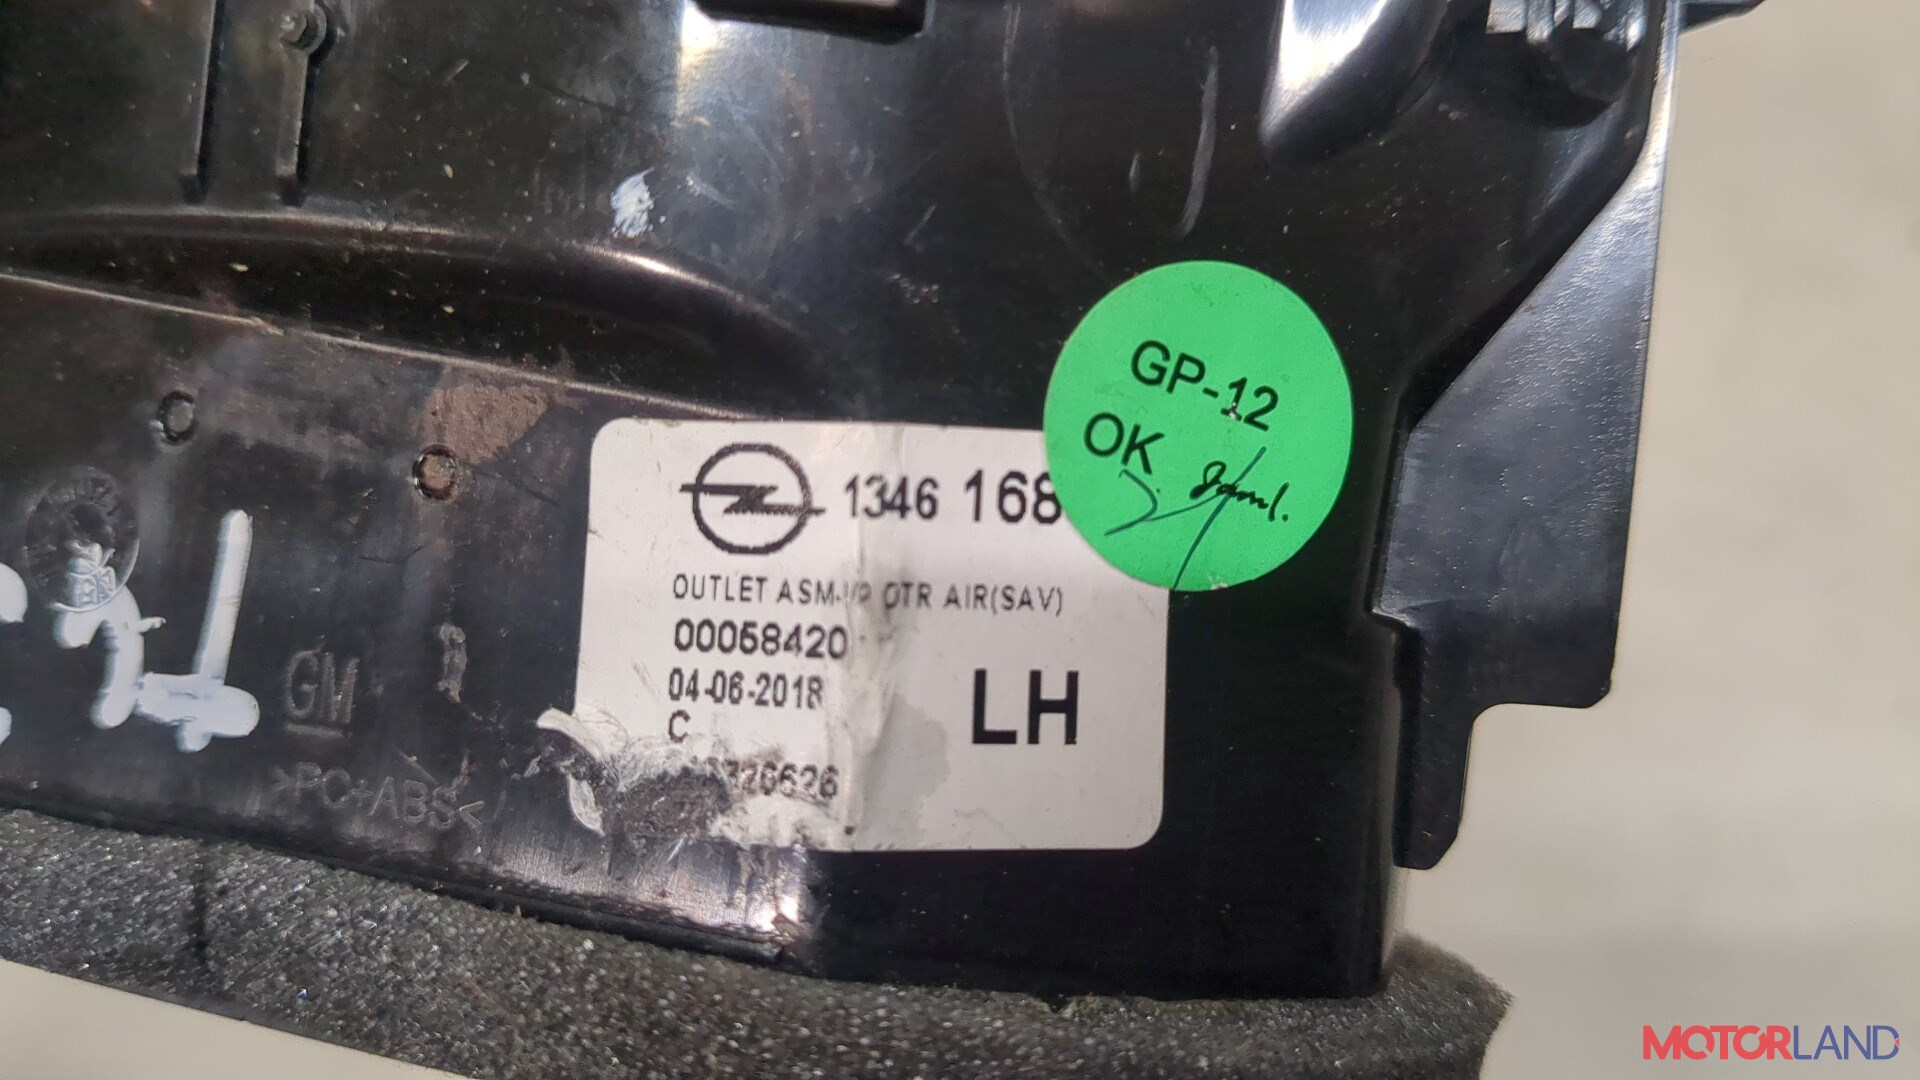 GP-12
OK
1346 168
OUTLET ASM-I/P OTR AIR(SAV)
00058420
04-06-2018
C
LH
26626
GM
>PC+ABS<
MOTORLAND